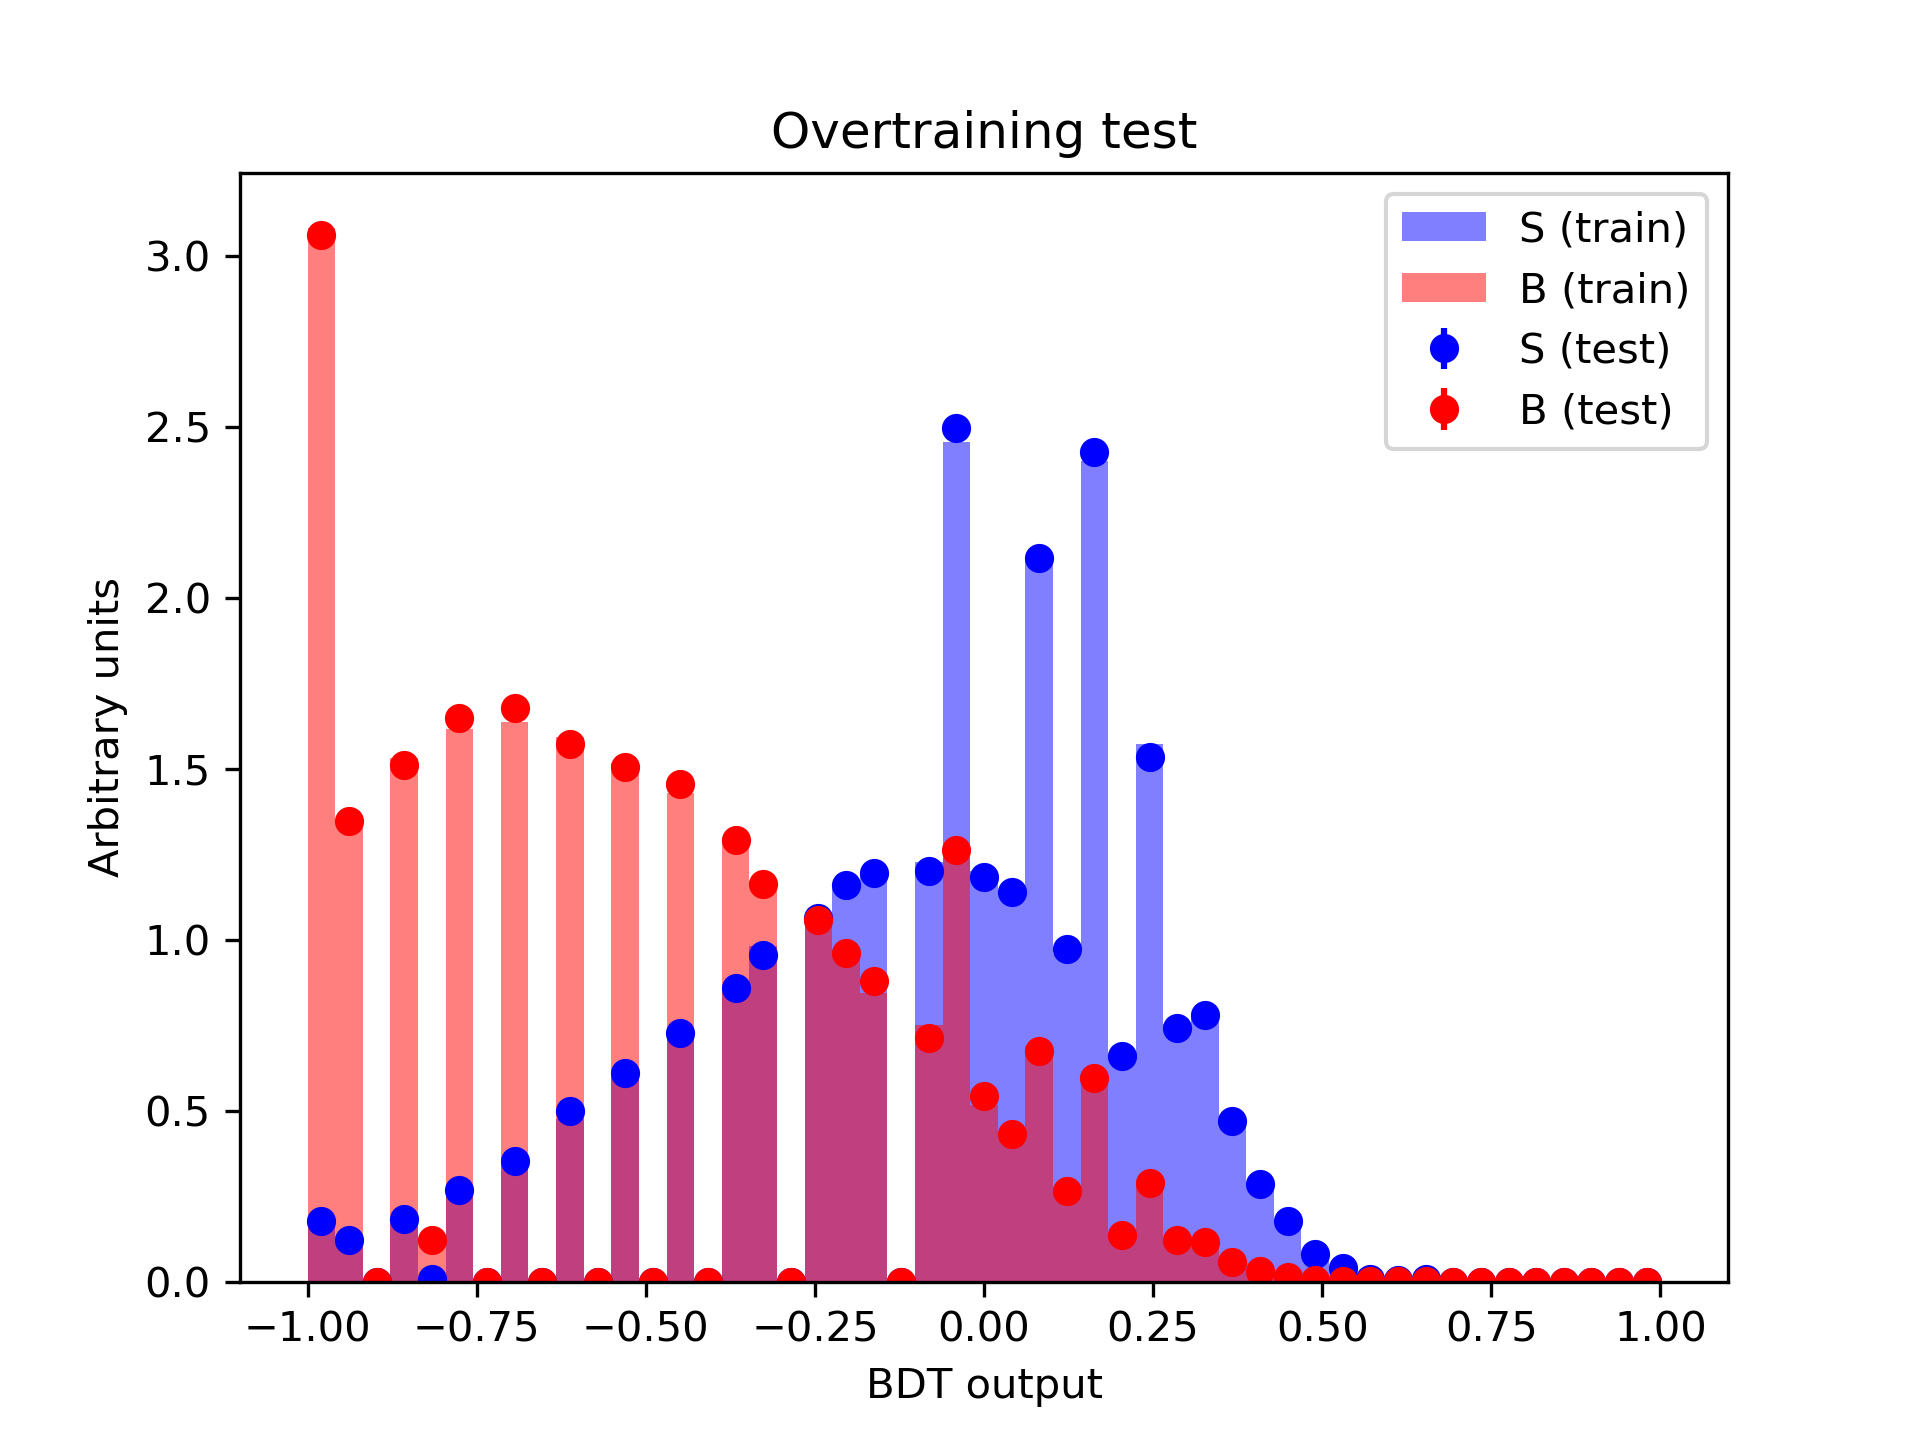 Overtraining test
S (train)
B (train)
S (test)
B (test)
3.0
2.5
2.0
1.5
1.0
0.5
0.0
Arbitrary units
−1.00 −0.75 −0.50 −0.25 0.00 0.25 0.50 0.75 1.00
BDT output